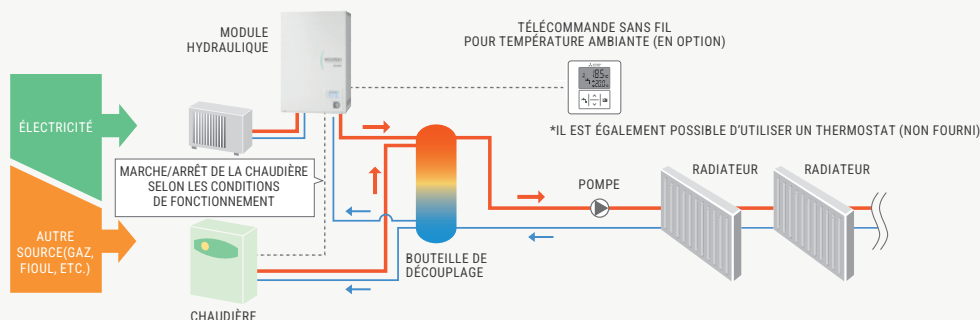 MODULE
HYDRAULIQUE
TÉLÉCOMMANDE SANS FIL
POUR TEMPÉRATURE AMBIANTE (EN OPTION)
ÉLECTRICITÉ
*IL EST ÉGALEMENT POSSIBLE D'UTILISER UN THERMOSTAT (NON FOURNI)
MARCHE/ARRÊT DE LA CHAUDIÈRE
SELON LES CONDITIONS
DE FONCTIONNEMENT
POMPE
RADIATEUR
RADIATEUR
AUTRE
SOURCE(GAZ,
FIOUL, ETC.)
BOUTEILLE DE
DÉCOUPLAGE
CHAUDIÈRE